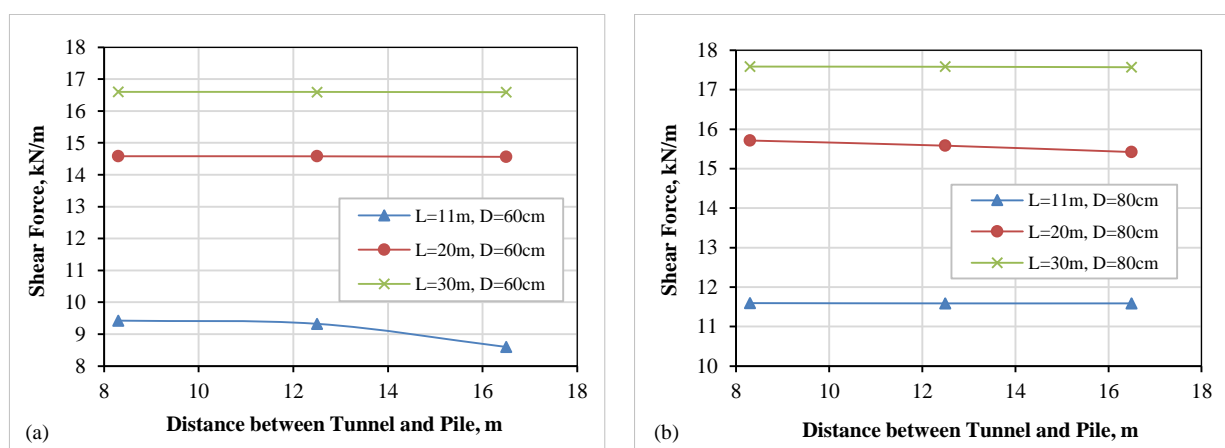 18
17
16
15
14
13
12
11
10
9
8
8 10 12 14 16 18
Shear Force, kN/m
Distance between Tunnel and Pile, m
L=11m, D=60cm
L=20m, D=60cm
L=30m, D=60cm
(a)
18
17
16
15
14
13
12
11
10
8 10 12 14 16 18
Shear Force, kN/m
Distance between Tunnel and Pile, m
L=11m, D=80cm
L=20m, D=80cm
L=30m, D=80cm
(b)